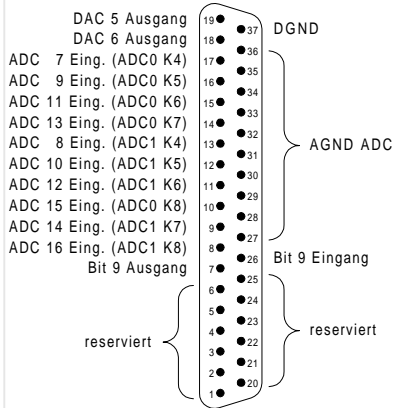 DAC 5 Ausgang 19 37 DGND
DAC 6 Ausgang 18 36
ADC 7 Eing. (ADC0 K4) 17 35
ADC 9 Eing. (ADC0 K5) 16 34
ADC 11 Eing. (ADC0 K6) 15 33
ADC 13 Eing. (ADC0 K7) 14 32
ADC 8 Eing. (ADC1 K4) 13 31 AGND ADC
ADC 10 Eing. (ADC1 K5) 12 30
ADC 12 Eing. (ADC1 K6) 11 29
ADC 15 Eing. (ADC0 K8) 10 28
ADC 14 Eing. (ADC1 K7) 9 27
ADC 16 Eing. (ADC1 K8) 8 26 Bit 9 Eingang
Bit 9 Ausgang 7 25
6 24
5 23
reserviert 4 22 reserviert
3 21
2 20
1